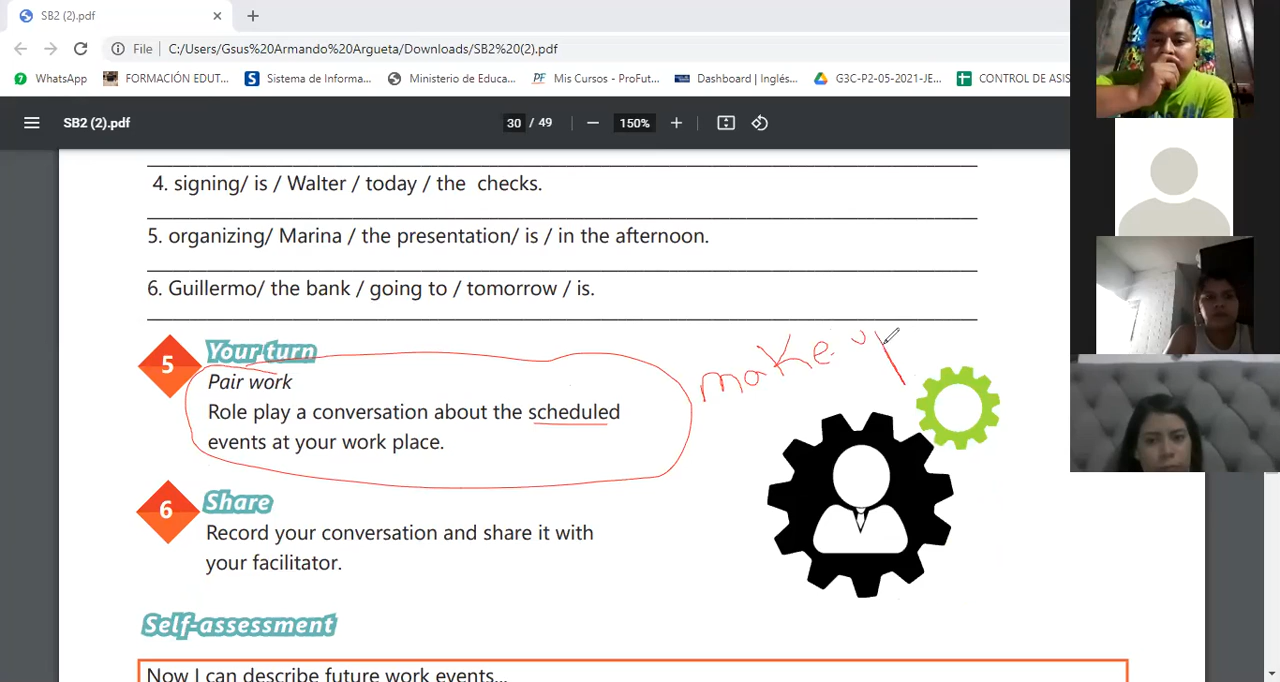 SB2 (2).pdf
File C:/Users/Gsus%20Armando%20Argueta/Downloads/SB2%20(2).pdf
WhatsApp FORMACIÓN EDUT... Sistema de Informa... Ministerio de Educa... Mis Cursos - ProFut... Dashboard | Inglés... G3C-P2-05-2021-JE... CONTROL DE ASIS
SB2 (2).pdf 30 / 49 150%
4. signing/ is / Walter / today / the checks.
5. organizing/ Marina / the presentation/ is / in the afternoon.
6. Guillermo/ the bank / going to / tomorrow / is.
5 Your turn
make up
Pair work
Role play a conversation about the scheduled
events at your work place.
6 Share
Record your conversation and share it with
your facilitator.
Self-assessment
Now I can describe future work events...